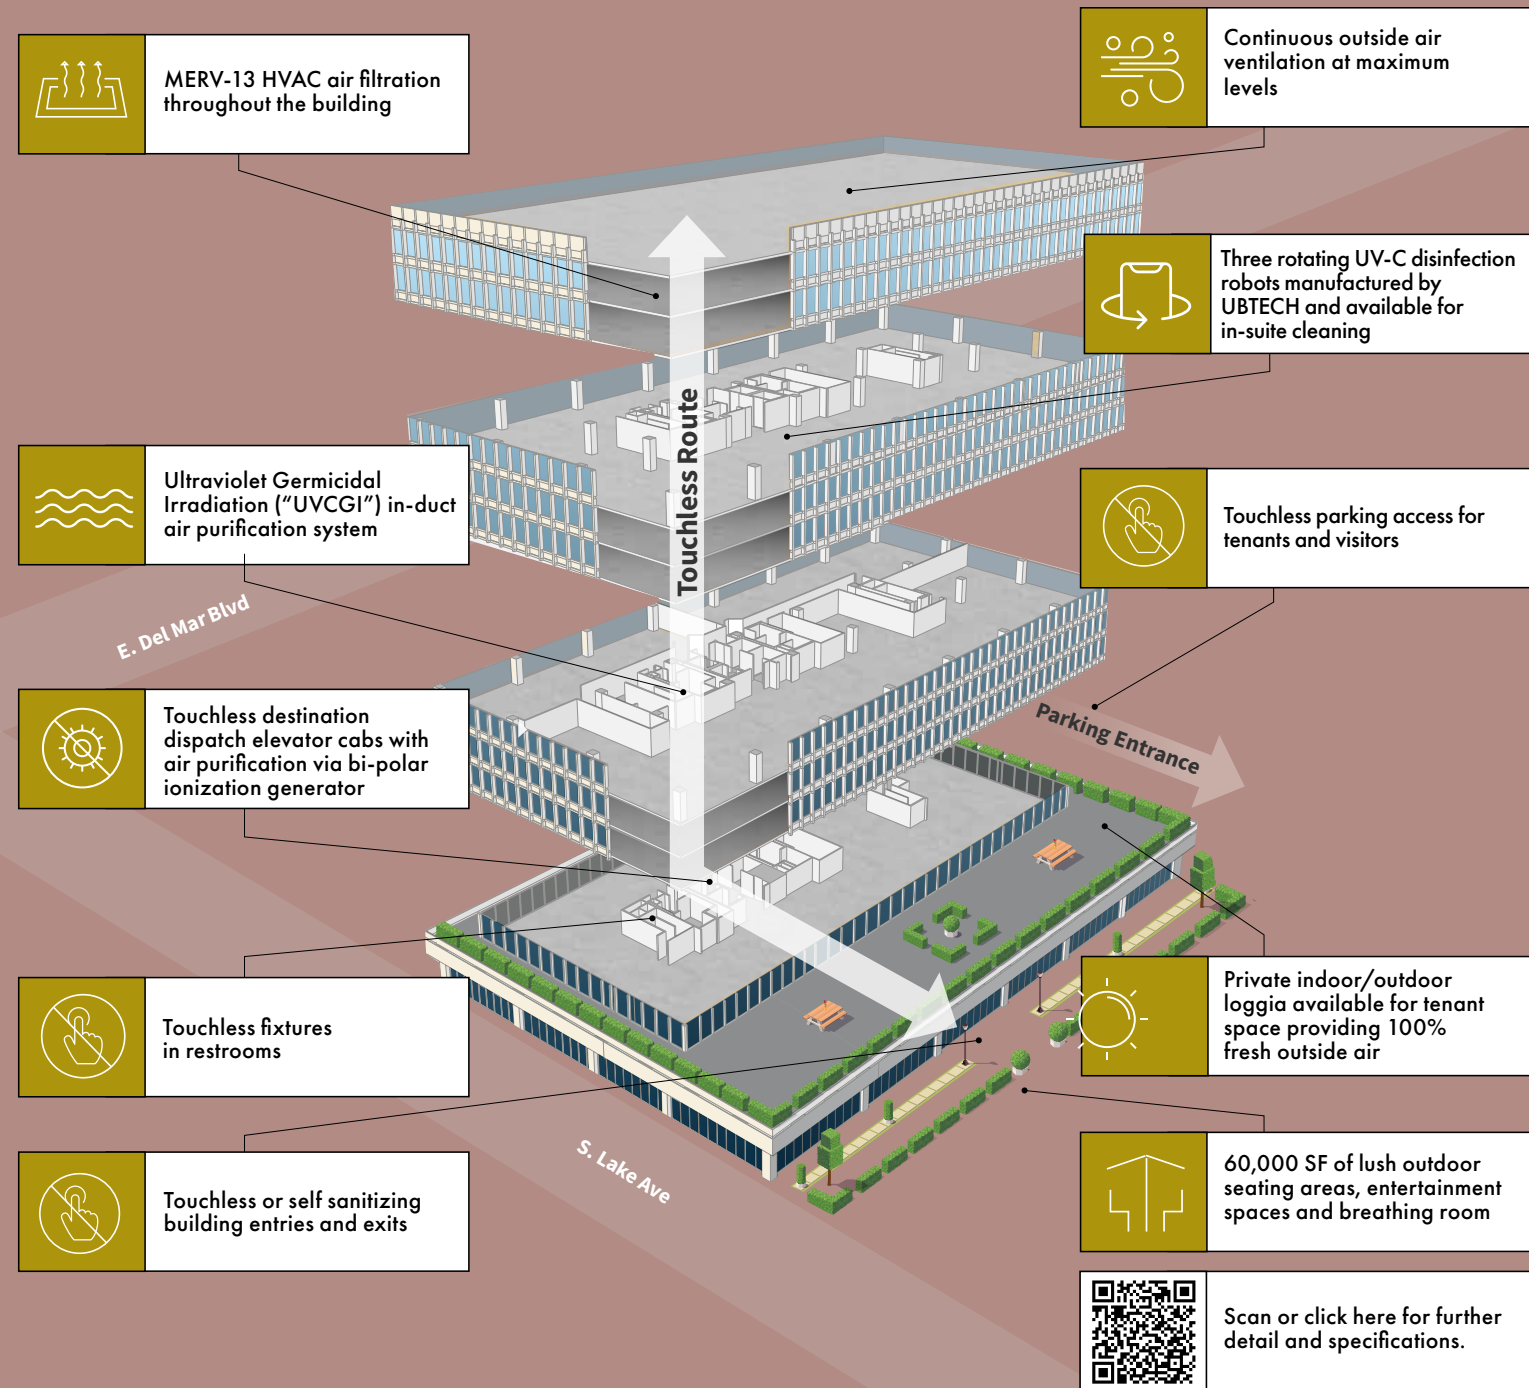 MERV-13 HVAC air filtration
throughout the building
Continuous outside air
ventilation at maximum
levels
Three rotating UV-C disinfection
robots manufactured by
UBTECH and available for
in-suite cleaning
Touchless Route
Ultraviolet Germicidal
Irradiation (“UVCGI”) in-duct
air purification system
Touchless parking access for
tenants and visitors
E. Del Mar Blvd
Touchless destination
dispatch elevator cabs with
air purification via bi-polar
ionization generator
Parking Entrance
Touchless fixtures
in restrooms
Private indoor/outdoor
loggia available for tenant
space providing 100%
fresh outside air
S. Lake Ave
Touchless or self sanitizing
building entries and exits
60,000 SF of lush outdoor
seating areas, entertainment
spaces and breathing room
Scan or click here for further
detail and specifications.